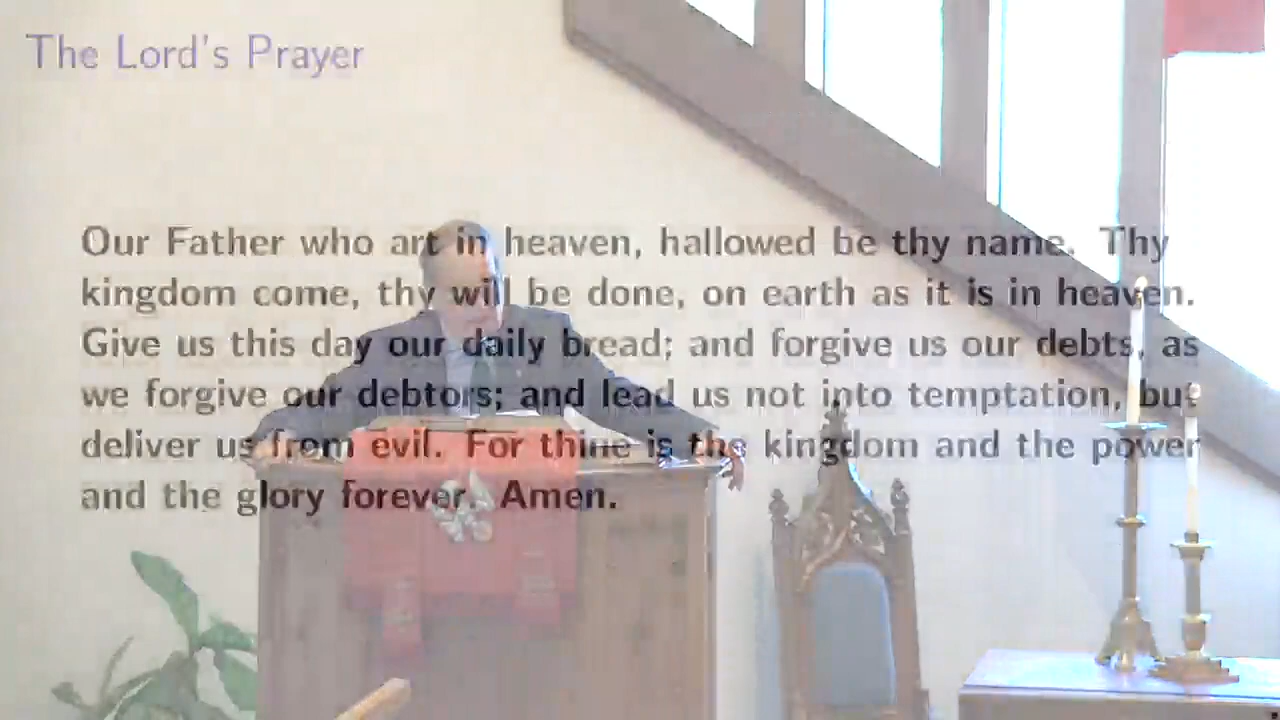 The Lord's Prayer
Our Father who art in heaven, hallowed be thy name. Thy
kingdom come, thy will be done, on earth as it is in heaven.
Give us this day our daily bread; and forgive us our debts, as
we forgive our debtors; and lead us not into temptation, but
deliver us from evil. For thine is the kingdom and the power
and the glory forever. Amen.